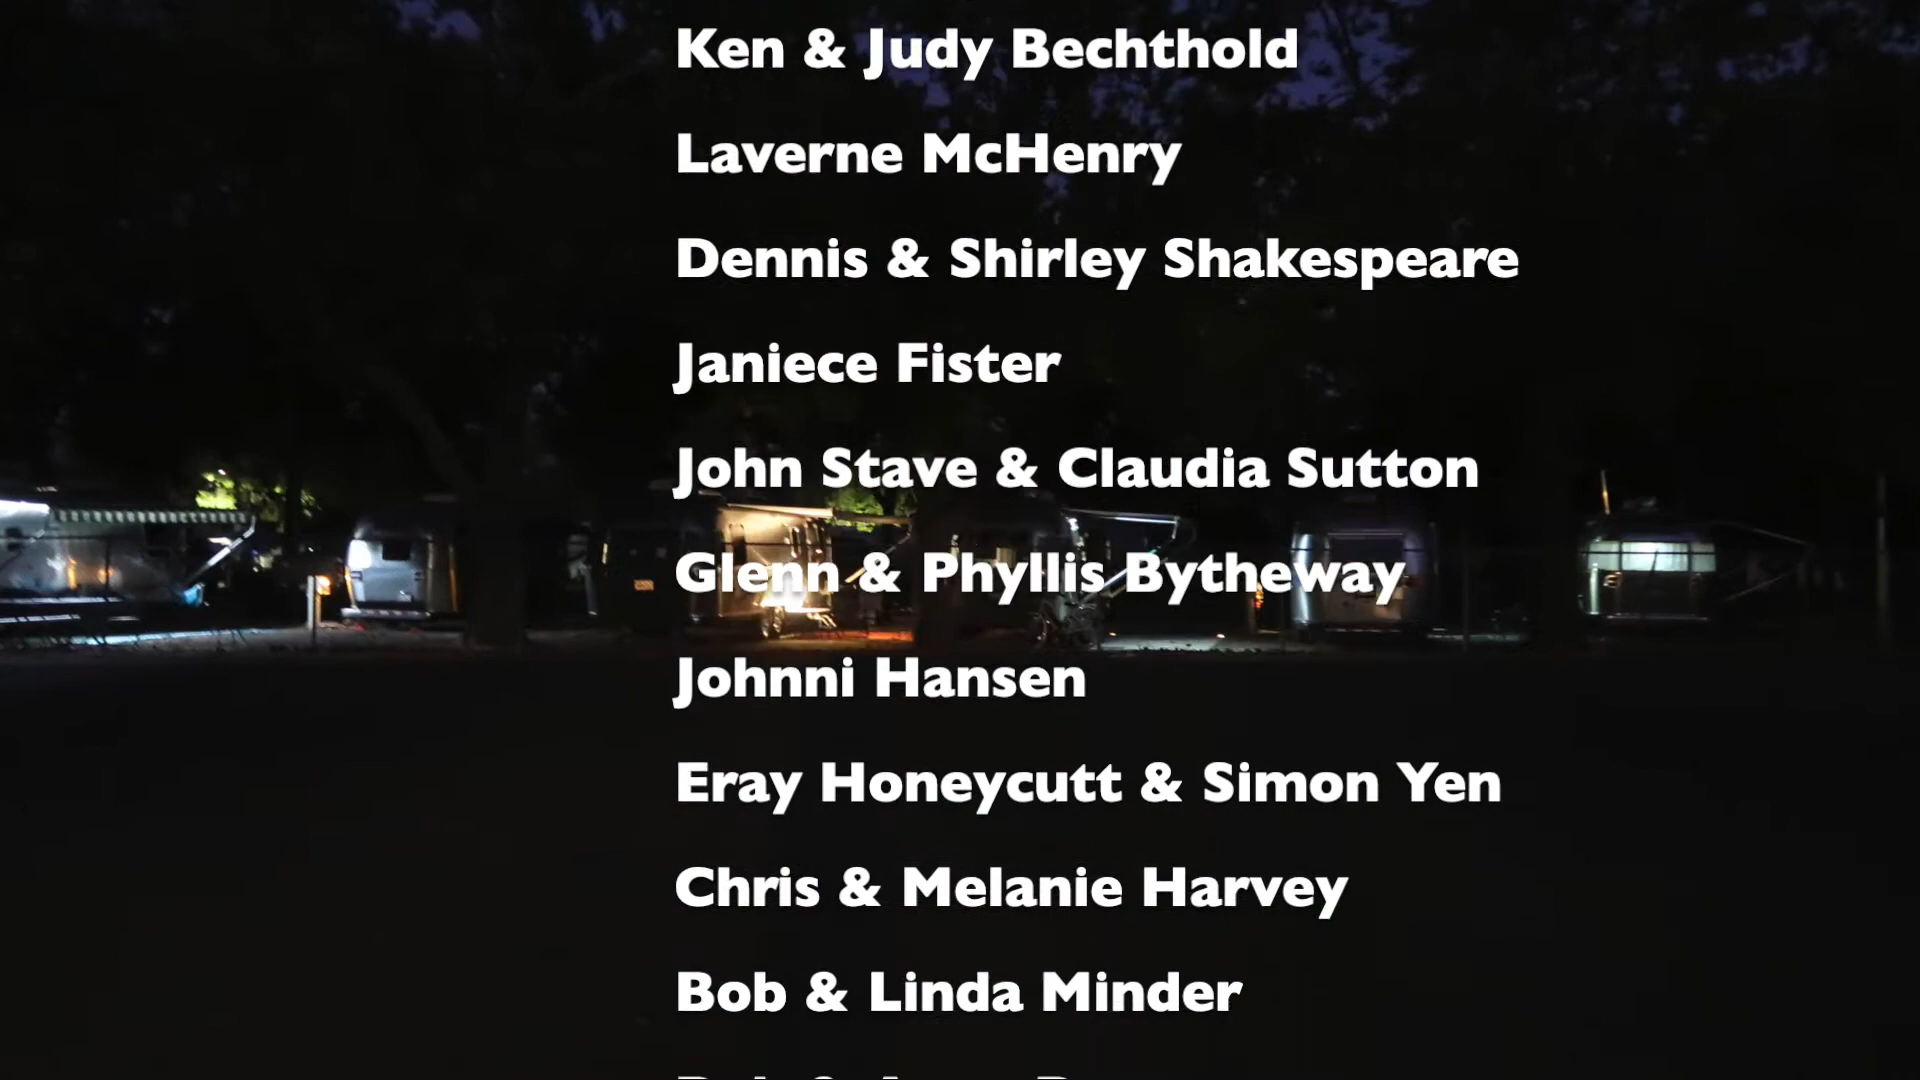 Ken & Judy Bechthold
Laverne McHenry
Dennis & Shirley Shakespeare
Janiece Fister
John Stave & Claudia Sutton
Glenn & Phyllis Bytheway
Johnni Hansen
Eray Honeycutt & Simon Yen
Chris & Melanie Harvey
Bob & Linda Minder